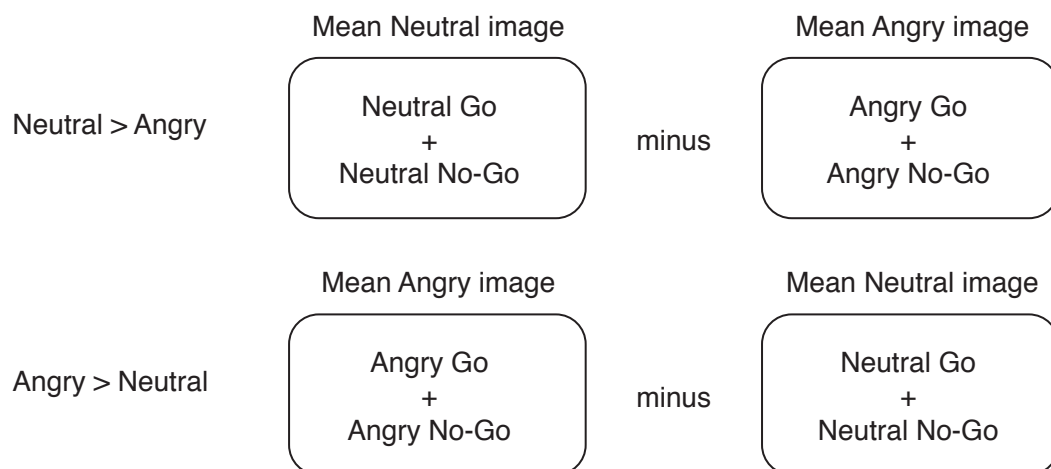 Mean Neutral image
Mean Angry image
Neutral > Angry
Neutral Go
+
Neutral No-Go
minus
Angry Go
+
Angry No-Go
Mean Angry image
Mean Neutral image
Angry > Neutral
Angry Go
+
Angry No-Go
minus
Neutral Go
+
Neutral No-Go